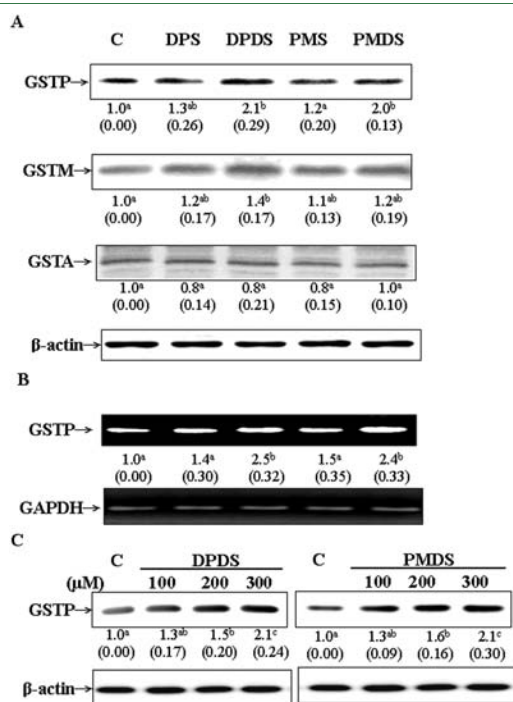 A
C DPS DPDS PMS PMDS
GSTP→
1.0ᵃ 1.3ᵃᵇ 2.1ᵇ 1.2ᵃ 2.0ᵇ
(0.00) (0.26) (0.29) (0.20) (0.13)
GSTM→
1.0ᵃ 1.2ᵃᵇ 1.4ᵇ 1.1ᵃᵇ 1.2ᵃᵇ
(0.00) (0.17) (0.17) (0.13) (0.19)
GSTA→
1.0ᵃ 0.8ᵃ 0.8ᵃ 0.8ᵃ 1.0ᵃ
(0.00) (0.14) (0.21) (0.15) (0.10)
β-actin→
B
GSTP→
1.0ᵃ 1.4ᵃ 2.5ᵇ 1.5ᵃ 2.4ᵇ
(0.00) (0.30) (0.32) (0.35) (0.33)
GAPDH→
C
C DPDS C PMDS
(μM) 100 200 300 100 200 300
GSTP→
1.0ᵃ 1.3ᵃᵇ 1.5ᵇ 2.1ᶜ 1.0ᵃ 1.3ᵃᵇ 1.6ᵇ 2.1ᶜ
(0.00) (0.17) (0.20) (0.24) (0.00) (0.09) (0.16) (0.30)
β-actin→